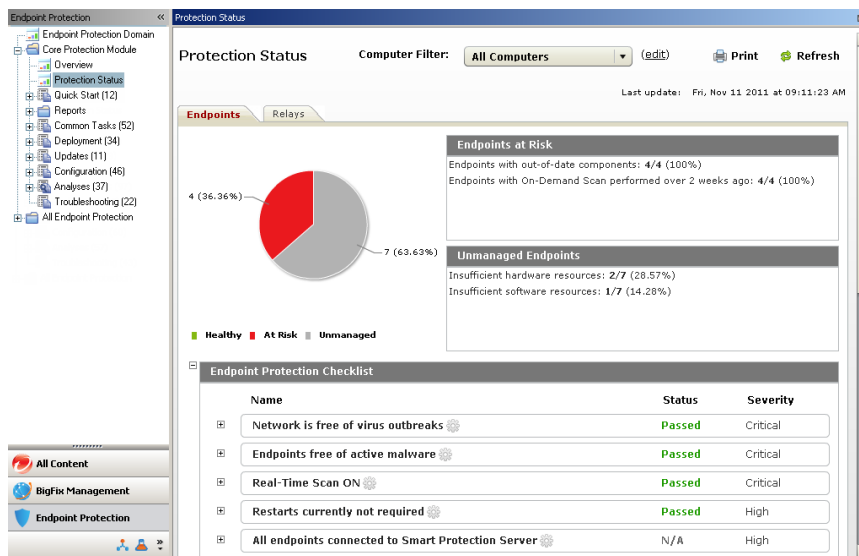 Endpoint Protection «
Endpoint Protection Domain
Core Protection Module
Overview
Protection Status
Quick Start (12)
Reports
Common Tasks (52)
Deployment (34)
Updates (11)
Configuration (46)
Analyses (37)
Troubleshooting (22)
All Endpoint Protection
All Content
BigFix Management
Endpoint Protection
Protection Status
Protection Status Computer Filter: All Computers (edit) Print Refresh
Last update: Fri, Nov 11 2011 at 09:11:23 AM
Endpoints Relays
4 (36.36%)
7 (63.63%)
Healthy At Risk Unmanaged
Endpoints at Risk
Endpoints with out-of-date components: 4/4 (100%)
Endpoints with On-Demand Scan performed over 2 weeks ago: 4/4 (100%)
Unmanaged Endpoints
Insufficient hardware resources: 2/7 (28.57%)
Insufficient software resources: 1/7 (14.28%)
Endpoint Protection Checklist
Name Status Severity
Network is free of virus outbreaks Passed Critical
Endpoints free of active malware Passed Critical
Real-Time Scan ON Passed Critical
Restarts currently not required Passed High
All endpoints connected to Smart Protection Server N/A High